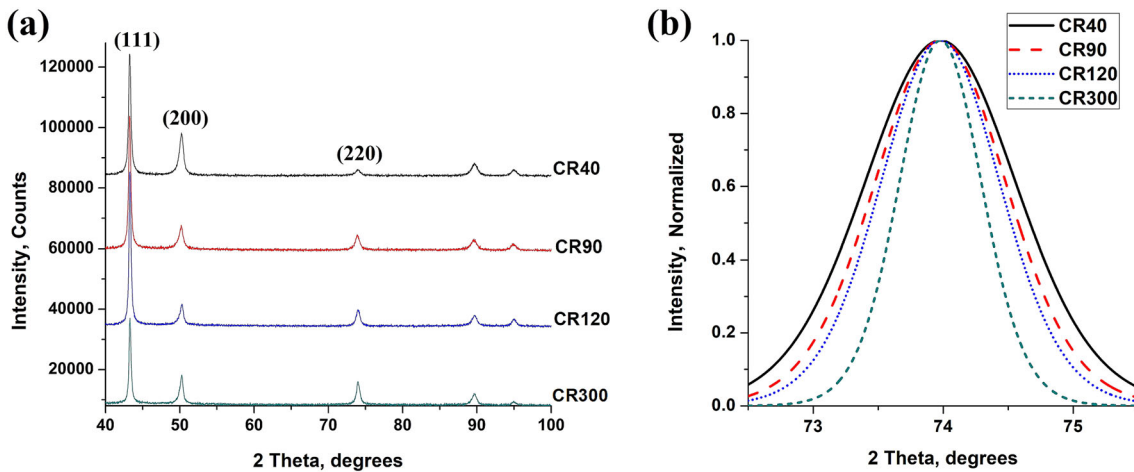 (a)
(111)
(200)
(220)
120000
100000
80000
60000
40000
20000
Intensity, Counts
CR40
CR90
CR120
CR300
40 50 60 70 80 90 100
2 Theta, degrees
(b)
CR40
CR90
CR120
CR300
1.0
0.8
0.6
0.4
0.2
0.0
Intensity, Normalized
73 74 75
2 Theta, degrees